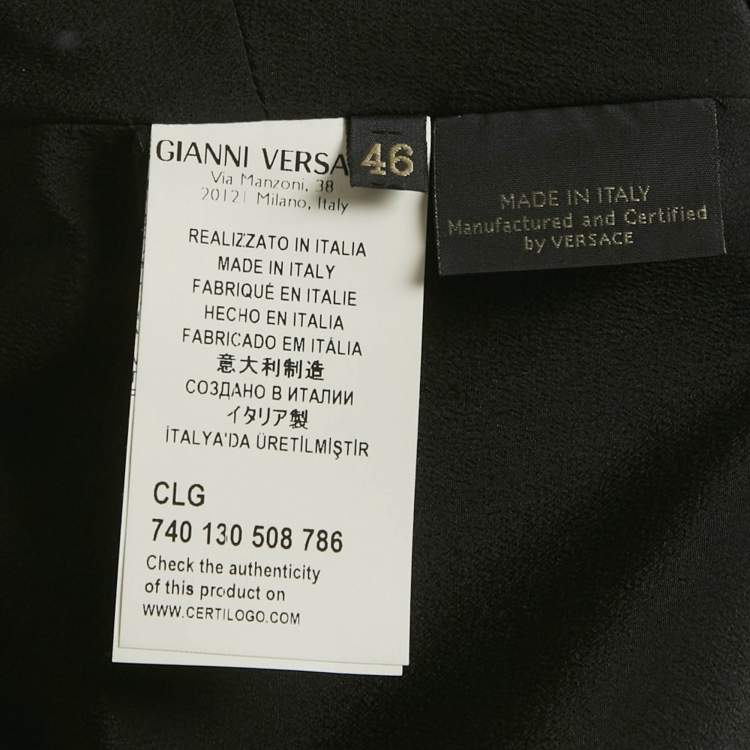 GIANNI VERSA
Via Manzoni, 38
20121 Milano, Italy
46
REALIZZATO IN ITALIA
MADE IN ITALY
FABRIQUÉ EN ITALIE
HECHO EN ITALIA
FABRICADO EM ITÁLIA
意大利制造
СОЗДАНО В ИТАЛИИ
イタリア製
İTALYA'DA ÜRETİLMİŞTİR
CLG
740 130 508 786
Check the authenticity
of this product on
WWW.CERTILOGO.COM
MADE IN ITALY
Manufactured and Certified
by VERSACE